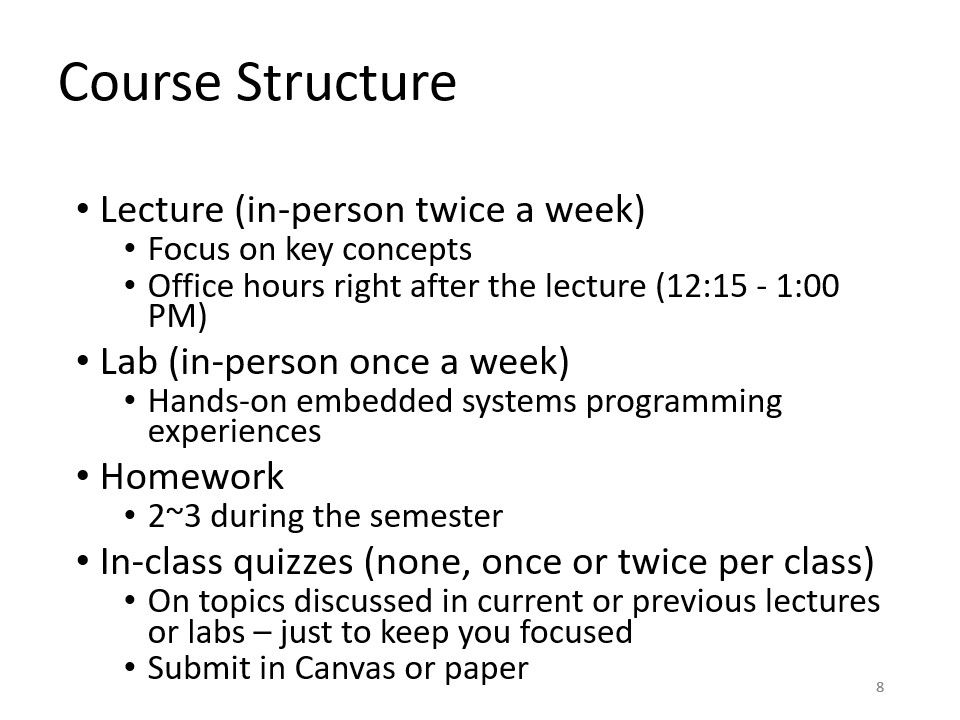 Course Structure
• Lecture (in-person twice a week)
• Focus on key concepts
• Office hours right after the lecture (12:15 - 1:00
PM)
• Lab (in-person once a week)
• Hands-on embedded systems programming
experiences
• Homework
• 2~3 during the semester
• In-class quizzes (none, once or twice per class)
• On topics discussed in current or previous lectures
or labs – just to keep you focused
• Submit in Canvas or paper
8